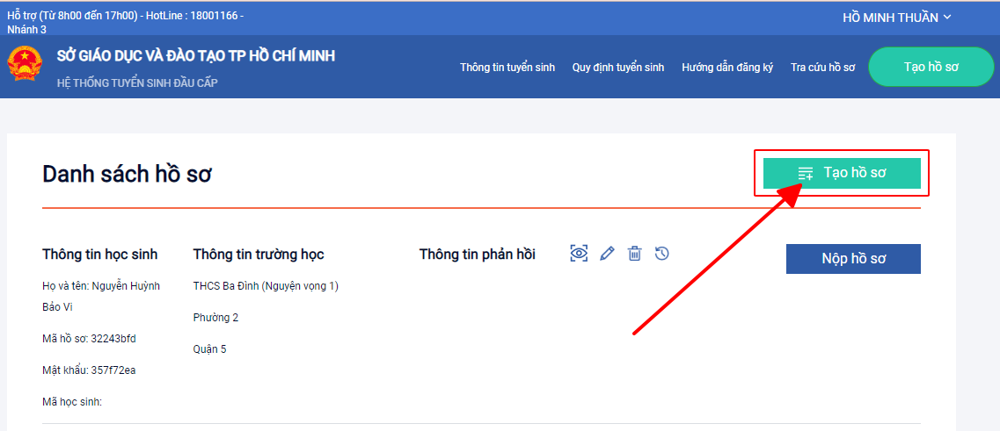 Hỗ trợ (Từ 8h00 đến 17h00) - HotLine : 18001166 -
Nhánh 3
HỒ MINH THUẦN
SỞ GIÁO DỤC VÀ ĐÀO TẠO TP HỒ CHÍ MINH
HỆ THỐNG TUYỂN SINH ĐẦU CẤP
Thông tin tuyển sinh
Quy định tuyển sinh
Hướng dẫn đăng ký
Tra cứu hồ sơ
Tạo hồ sơ
Danh sách hồ sơ
Tạo hồ sơ
Thông tin học sinh
Họ và tên: Nguyễn Huỳnh
Bảo Vi
Mã hồ sơ: 32243bfd
Mật khẩu: 357f72ea
Mã học sinh:
Thông tin trường học
THCS Ba Đình (Nguyện vọng 1)
Phường 2
Quận 5
Thông tin phản hồi
Nộp hồ sơ